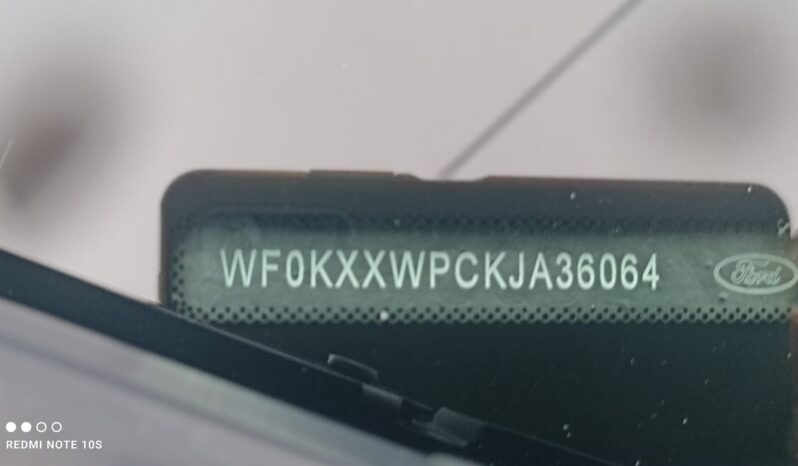 WF0KXXWPCKJA36064
Ford
REDMI NOTE 10S